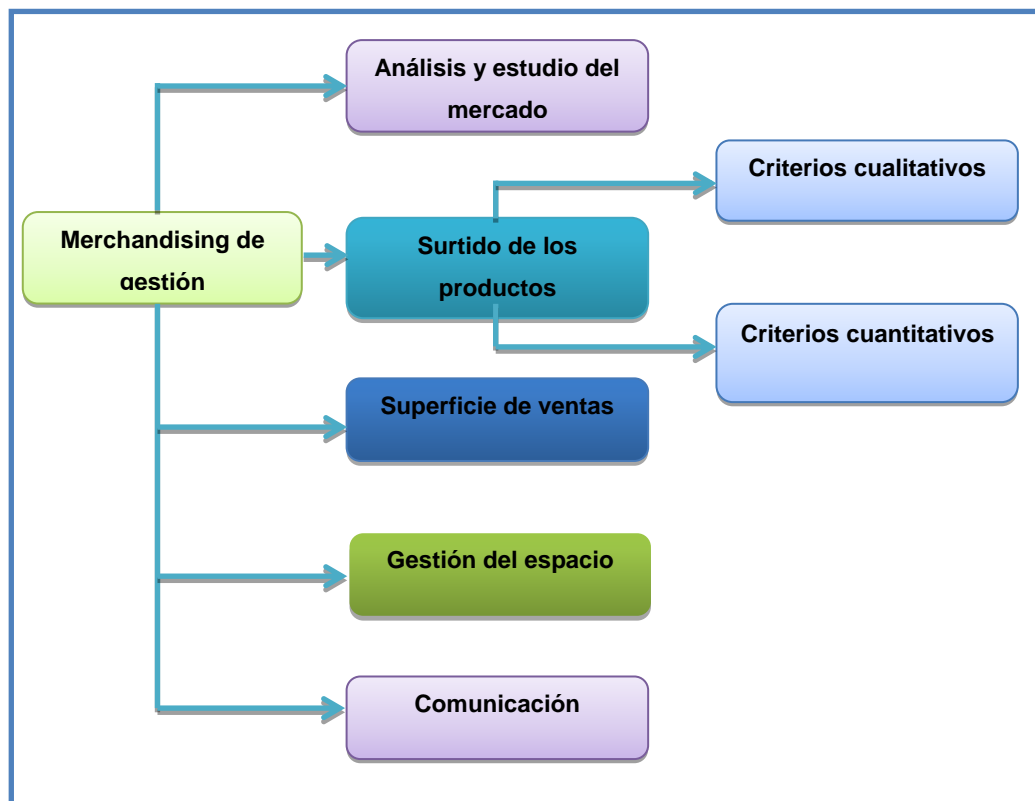 Análisis y estudio del
mercado
Criterios cualitativos
Merchandising de
gestión
Surtido de los
productos
Criterios cuantitativos
Superficie de ventas
Gestión del espacio
Comunicación